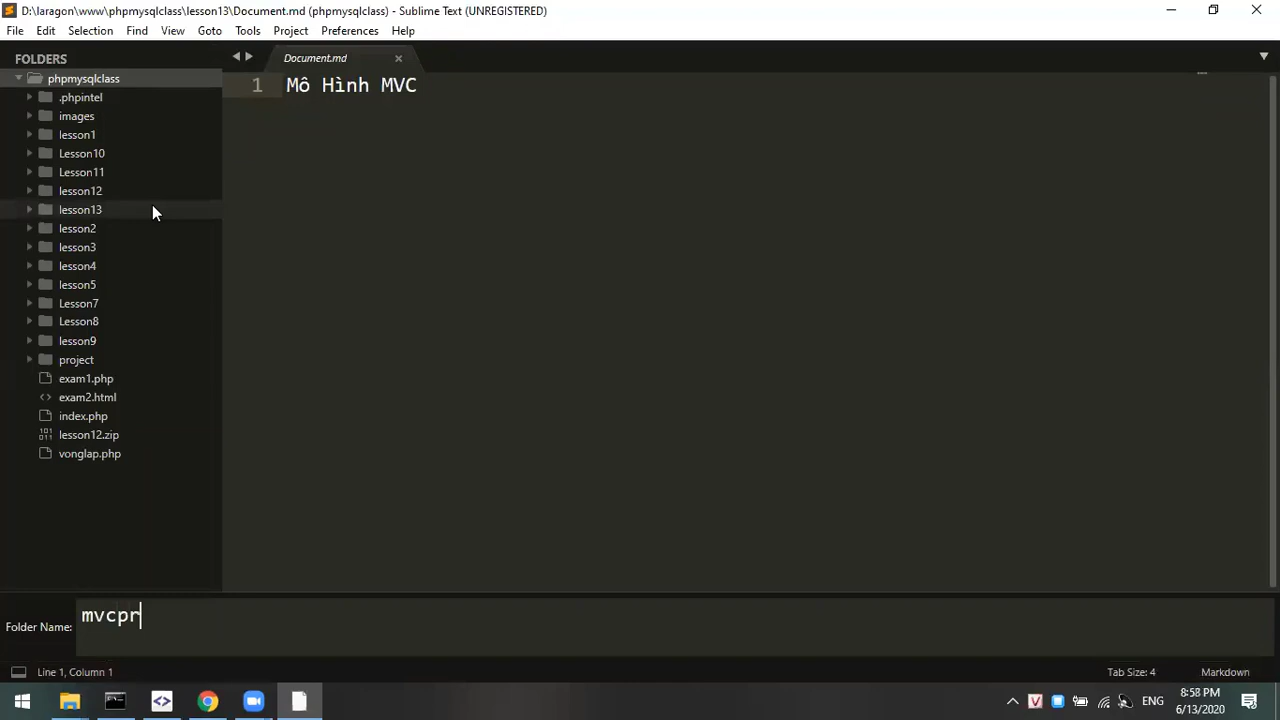 D:\laragon\www\phpmysqlclass\lesson13\Document.md (phpmysqlclass) - Sublime Text (UNREGISTERED)
File Edit Selection Find View Goto Tools Project Preferences Help
FOLDERS
phpmysqlclass
.phpintel
images
lesson1
Lesson10
Lesson11
lesson12
lesson13
lesson2
lesson3
lesson4
lesson5
Lesson7
Lesson8
lesson9
project
exam1.php
exam2.html
index.php
lesson12.zip
vonglap.php
Document.md
1 Mô Hình MVC
Folder Name: mvcpr
Line 1, Column 1 Tab Size: 4 Markdown
ENG
8:58 PM
6/13/2020